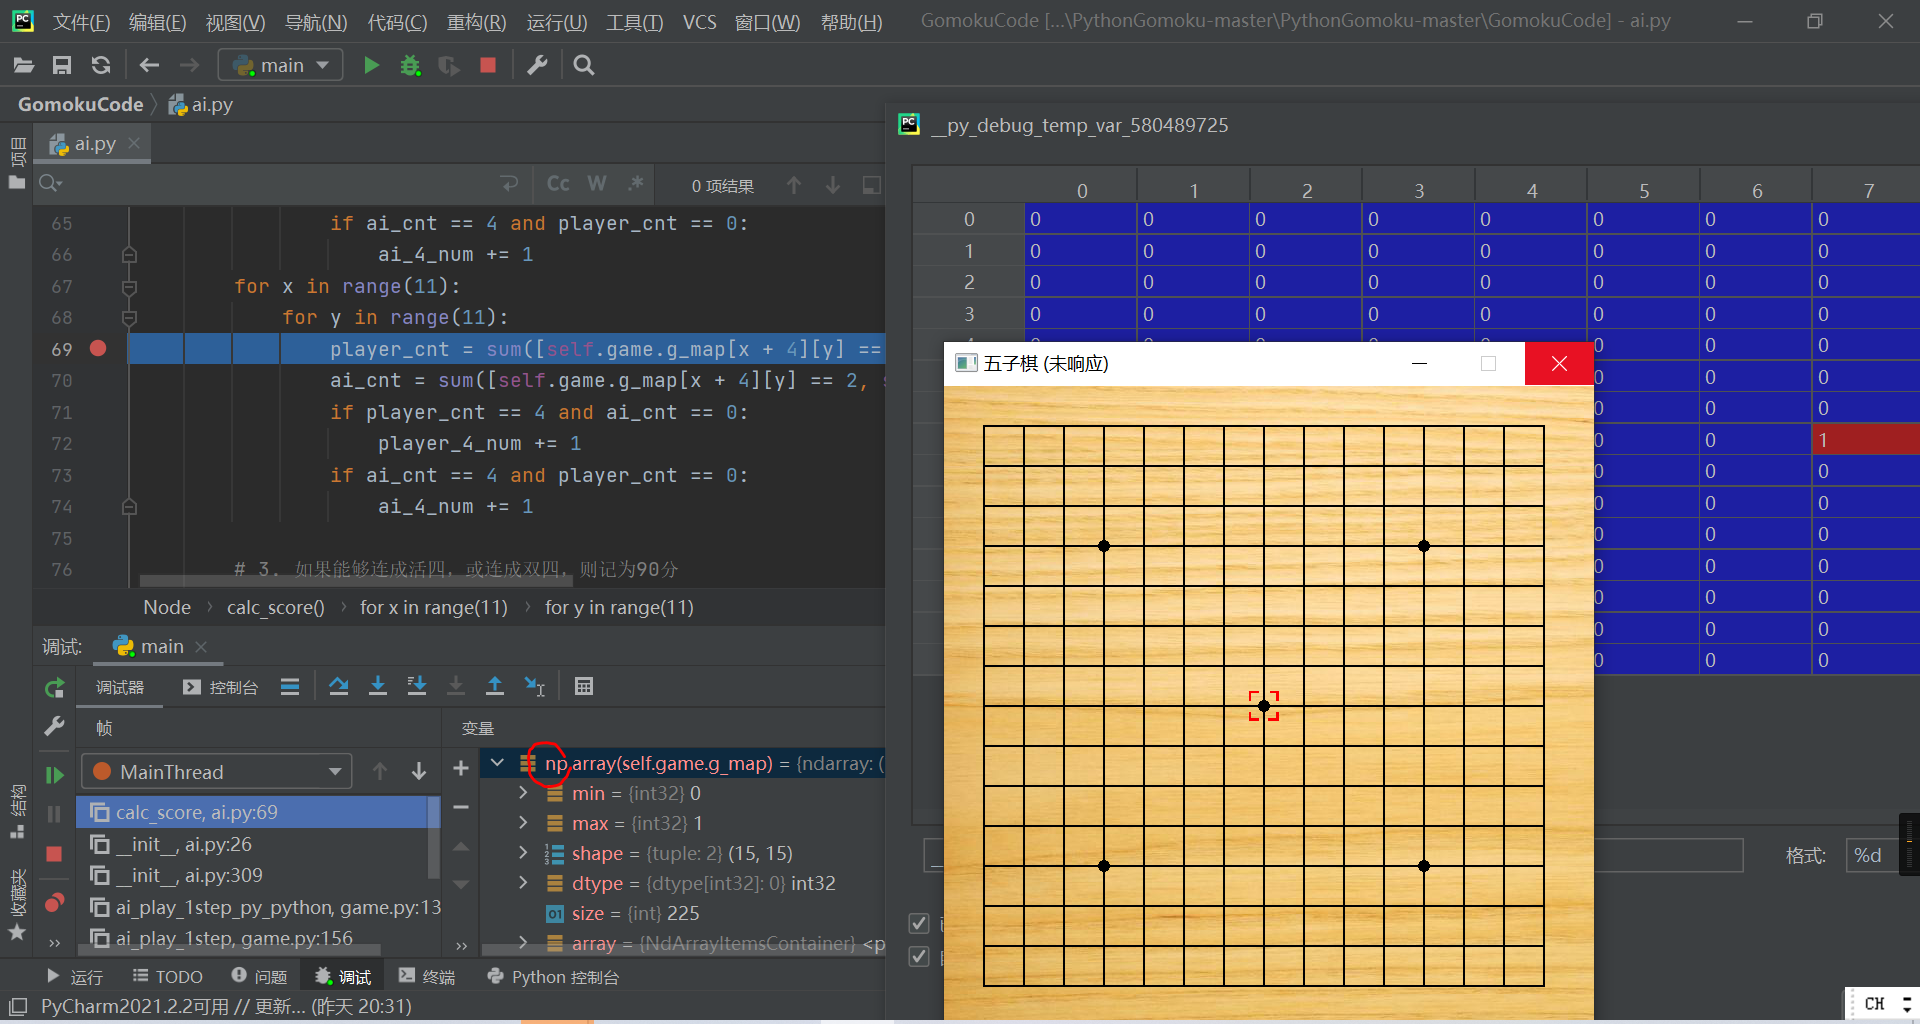 文件(F) 编辑(E) 视图(V) 导航(N) 代码(C) 重构(R) 运行(U) 工具(T) VCS 窗口(W) 帮助(H) GomokuCode [...\PythonGomoku-master\PythonGomoku-master\GomokuCode] - ai.py
main
GomokuCode ai.py
项目
ai.py
Cc W .* 0 项结果
65 if ai_cnt == 4 and player_cnt == 0:
66 ai_4_num += 1
67 for x in range(11):
68 for y in range(11):
69 player_cnt = sum([self.game.g_map[x + 4][y] ==
70 ai_cnt = sum([self.game.g_map[x + 4][y] == 2,
71 if player_cnt == 4 and ai_cnt == 0:
72 player_4_num += 1
73 if ai_cnt == 4 and player_cnt == 0:
74 ai_4_num += 1
75
76 # 3. 如果能够连成活四，或连成双四，则记为90分
Node calc_score() for x in range(11) for y in range(11)
调试: main
调试器 控制台
帧
变量
MainThread
calc_score, ai.py:69
__init__, ai.py:26
__init__, ai.py:309
ai_play_1step_py_python, game.py:13
ai_play_1step, game.py:156
np.array(self.game.g_map) = {ndarray: (
min = {int32} 0
max = {int32} 1
shape = {tuple: 2} (15, 15)
dtype = {dtype[int32]: 0} int32
size = {int} 225
array = {NdArrayItemsContainer} <p
结构
收藏夹
运行 TODO 问题 调试 终端 Python 控制台
PyCharm2021.2.2可用 // 更新... (昨天 20:31)
__py_debug_temp_var_580489725
0 1 2 3 4 5 6 7
0 0 0 0 0 0 0 0 0
1 0 0 0 0 0 0 0 0
2 0 0 0 0 0 0 0 0
3 0 0 0 0 0 0 0 0
0 0 0
0 0 0
0 0 0
0 0 1
0 0 0
0 0 0
0 0 0
0 0 0
0 0 0
0 0 0
0 0 0
五子棋 (未响应)
格式: %d
CH